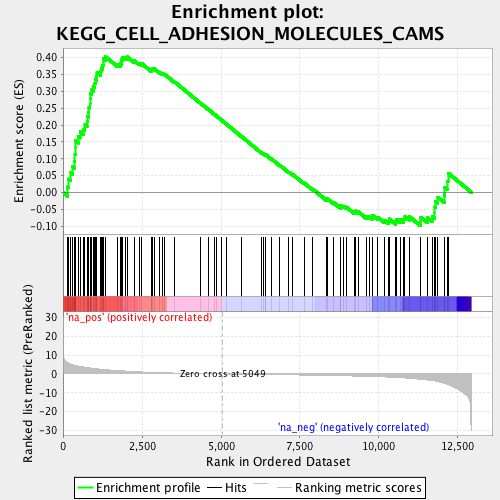 Enrichment plot:
KEGG_CELL_ADHESION_MOLECULES_CAMS
Enrichment score (ES)
0.40
0.35
0.30
0.25
0.20
0.15
0.10
0.05
0.00
-0.05
-0.10
'na_pos' (positively correlated)
Ranked list metric (PreRanked)
30
20
10
0
-10
-20
-30
Zero cross at 5049
'na_neg' (negatively correlated)
0
2,500
5,000
7,500
10,000
12,500
Rank in Ordered Dataset
Enrichment profile
Hits
Ranking metric scores